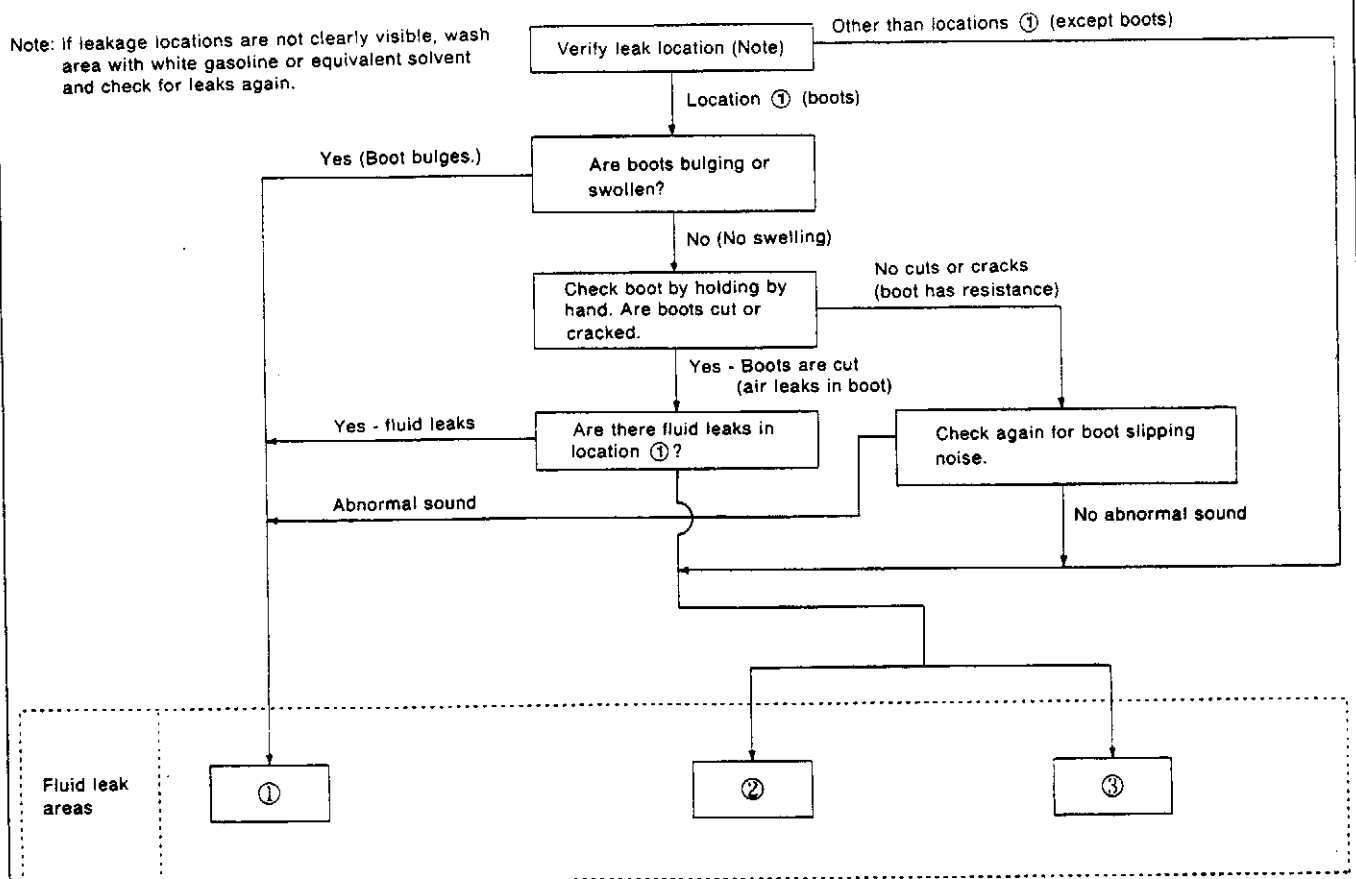 Note: If leakage locations are not clearly visible, wash
area with white gasoline or equivalent solvent
and check for leaks again.
Verify leak location (Note)
Other than locations ① (except boots)
Location ① (boots)
Yes (Boot bulges.)
Are boots bulging or
swollen?
No (No swelling)
No cuts or cracks
(boot has resistance)
Check boot by holding by
hand. Are boots cut or
cracked.
Yes - Boots are cut
(air leaks in boot)
Yes - fluid leaks
Are there fluid leaks in
location ①?
Check again for boot slipping
noise.
Abnormal sound
No abnormal sound
Fluid leak
areas
①
②
③